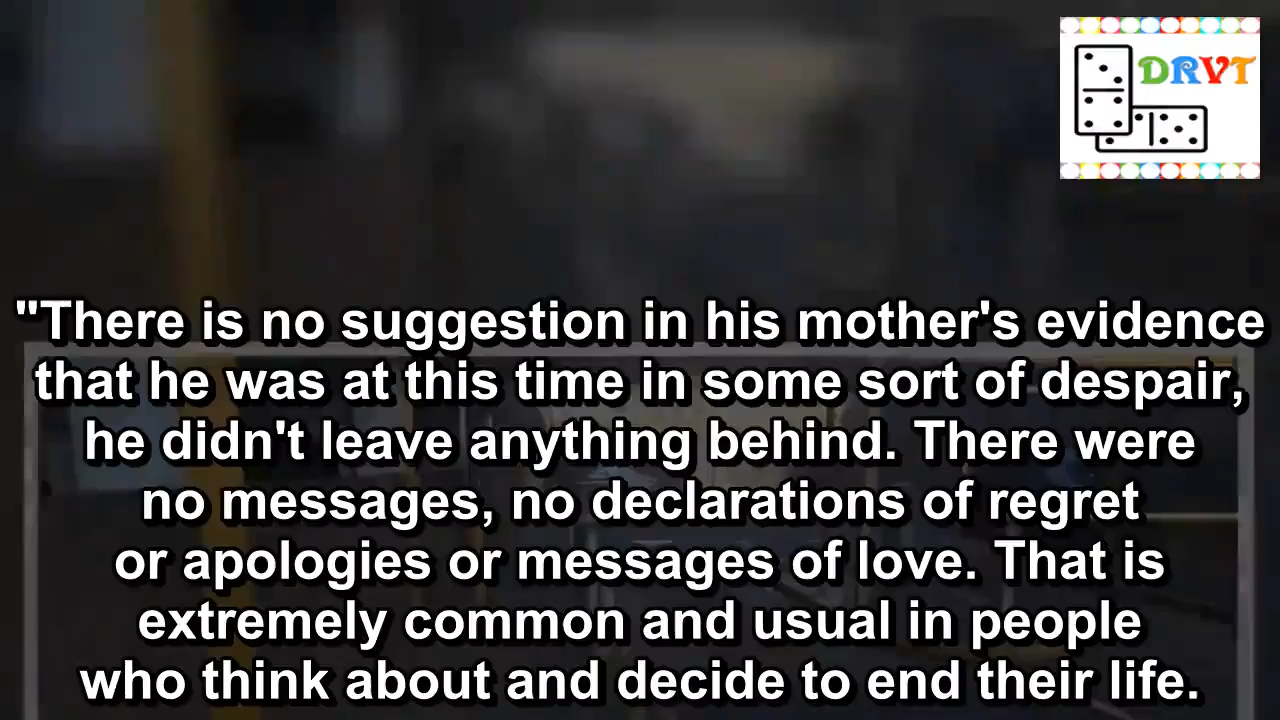 DRVT
"There is no suggestion in his mother's evidence
that he was at this time in some sort of despair,
he didn't leave anything behind. There were
no messages, no declarations of regret
or apologies or messages of love. That is
extremely common and usual in people
who think about and decide to end their life.